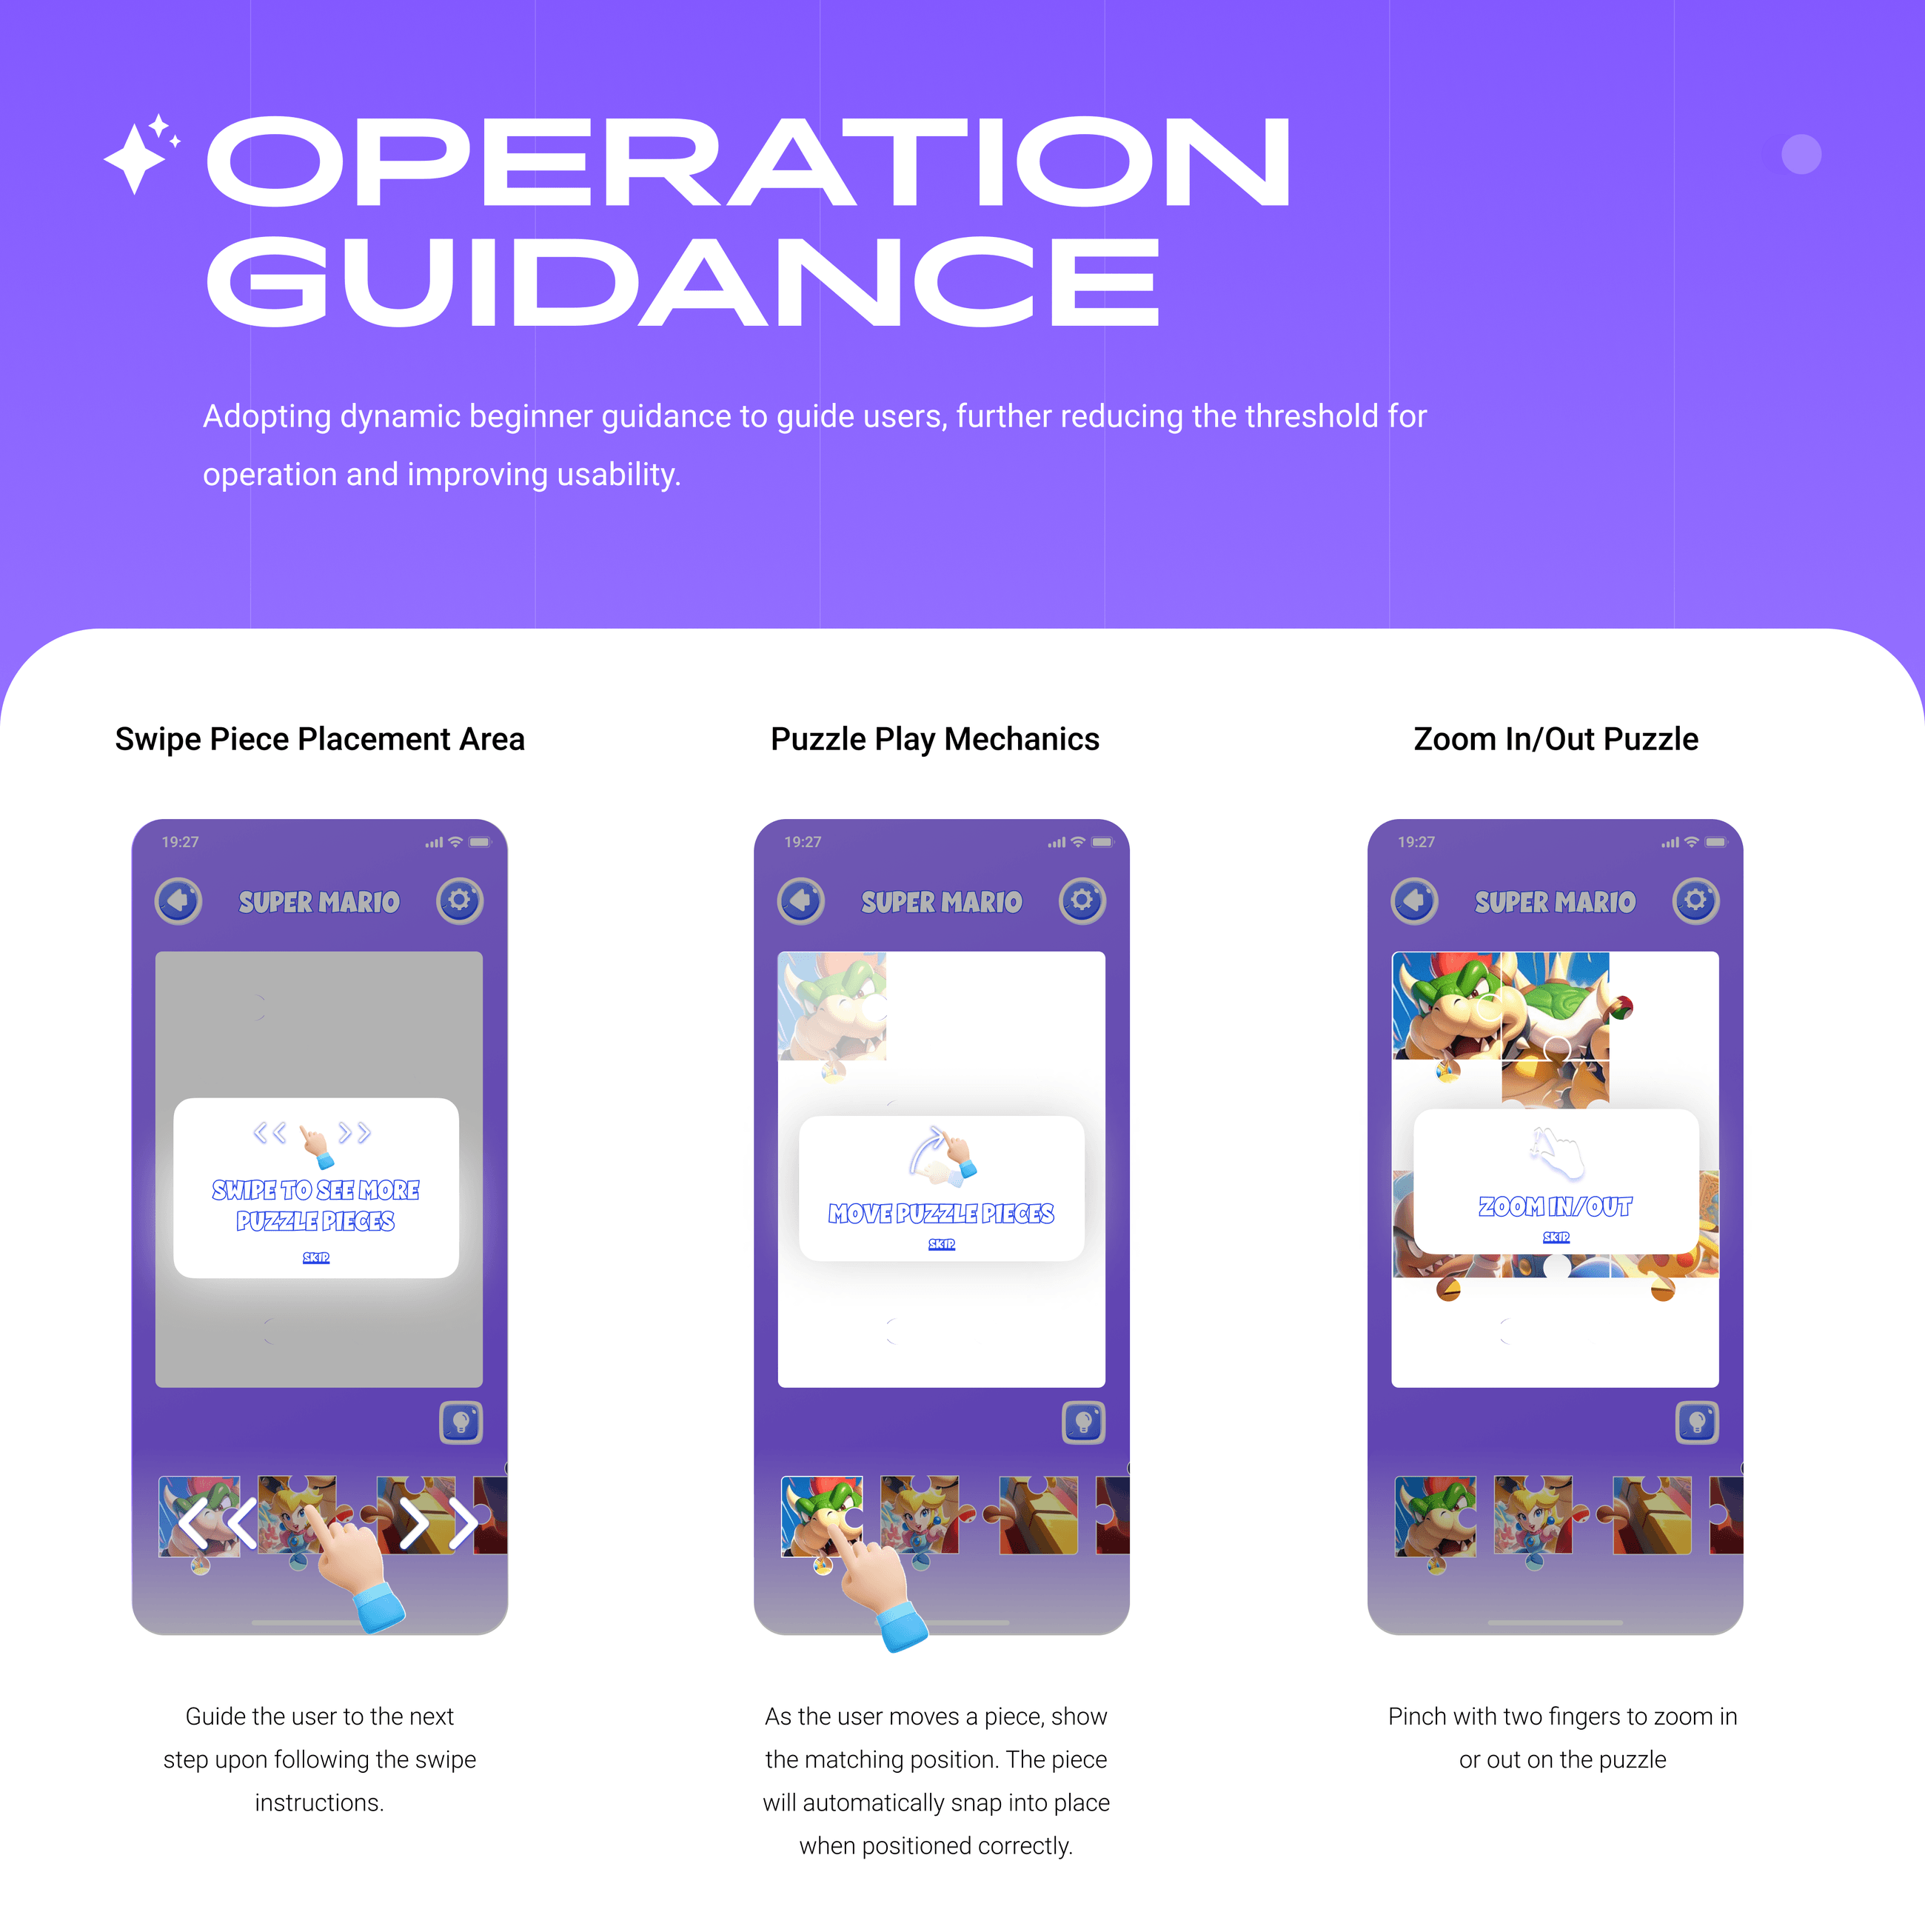 OPERATION
GUIDANCE
Adopting dynamic beginner guidance to guide users, further reducing the threshold for
operation and improving usability.
Swipe Piece Placement Area
19:27
SUPER MARIO
SWIPE TO SEE MORE
PUZZLE PIECES
SKIP
Guide the user to the next
step upon following the swipe
instructions.
Puzzle Play Mechanics
19:27
SUPER MARIO
MOVE PUZZLE PIECES
SKIP
As the user moves a piece, show
the matching position. The piece
will automatically snap into place
when positioned correctly.
Zoom In/Out Puzzle
19:27
SUPER MARIO
ZOOM IN/OUT
SKIP
Pinch with two fingers to zoom in
or out on the puzzle